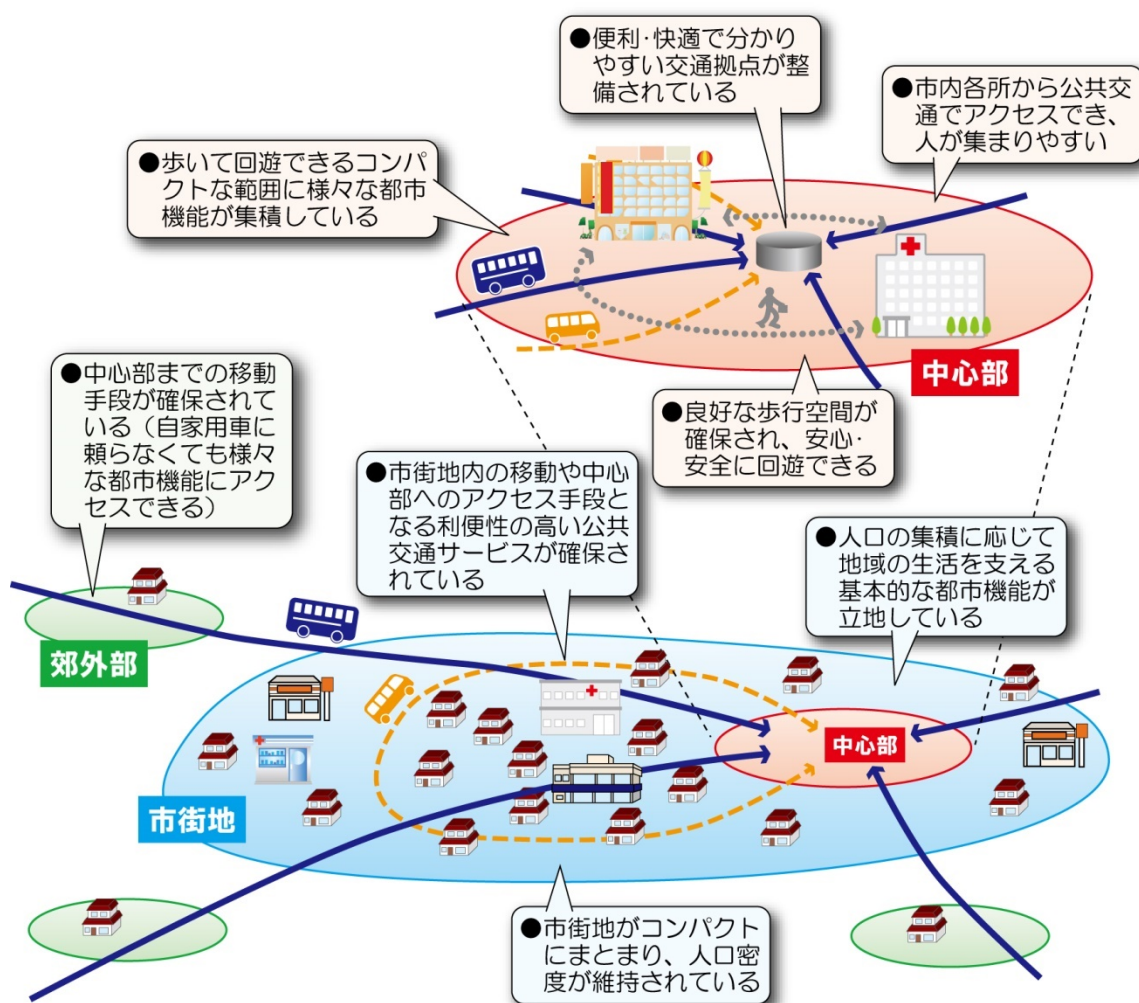 ●便利・快適で分かり
やすい交通拠点が整
備されている
●市内各所から公共交
通でアクセスでき、
人が集まりやすい
●歩いて回遊できるコンパ
クトな範囲に様々な都市
機能が集積している
中心部
●良好な歩行空間が
確保され、安心・
安全に回遊できる
●中心部までの移動
手段が確保されて
いる（自家用車に
頼らなくても様々
な都市機能にアク
セスできる）
●市街地内の移動や中心
部へのアクセス手段と
なる利便性の高い公共
交通サービスが確保さ
れている
●人口の集積に応じて
地域の生活を支える
基本的な都市機能が
立地している
郊外部
中心部
市街地
●市街地がコンパクト
にまとまり、人口密
度が維持されている